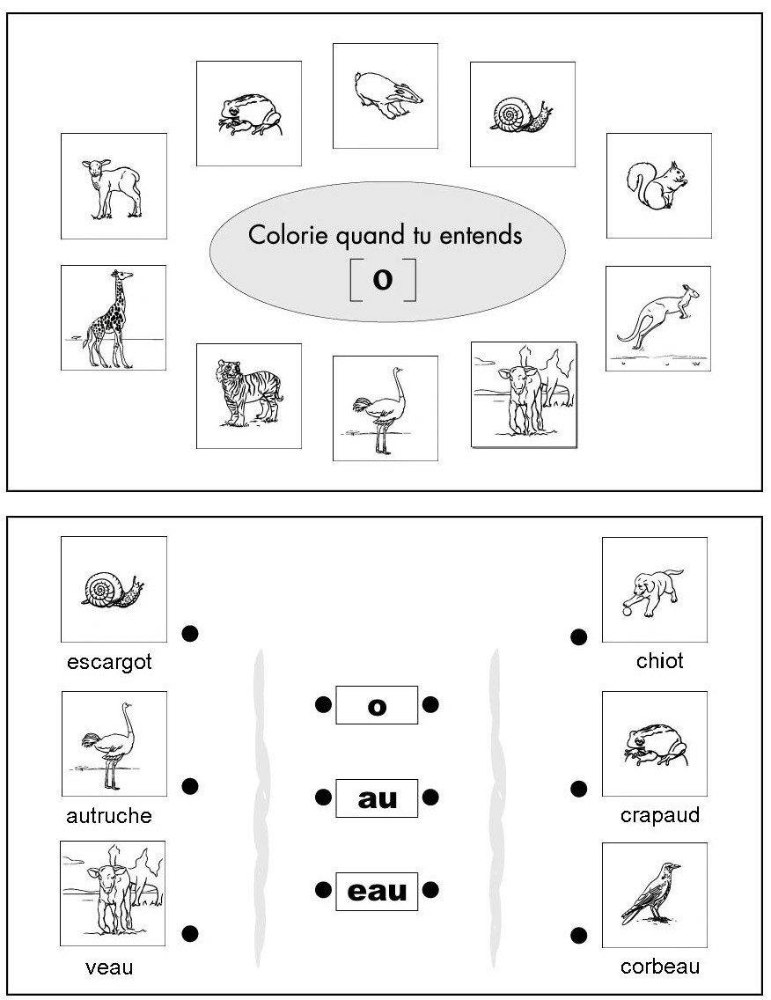 Colorie quand tu entends
[ o ]
escargot
chiot
o
autruche
au
crapaud
eau
veau
corbeau